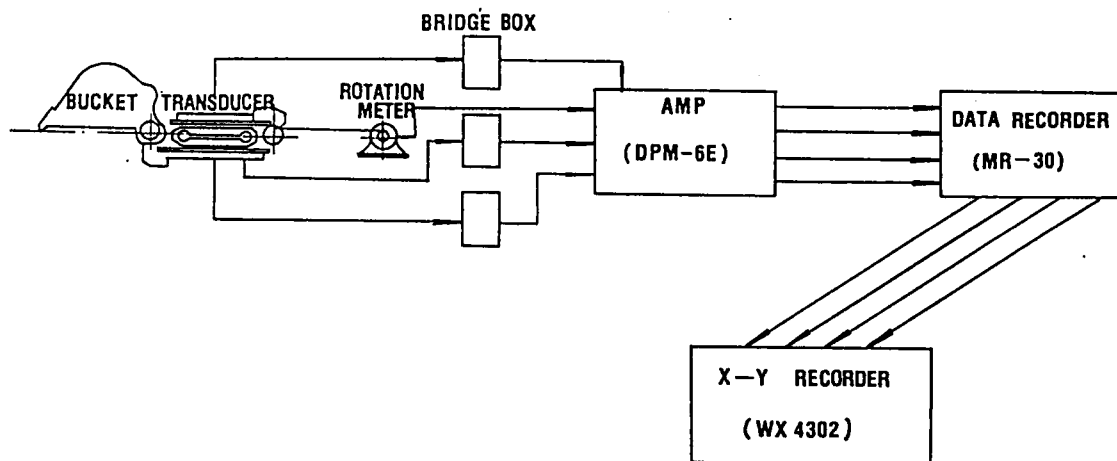 BRIDGE BOX
BUCKET
TRANSDUCER
ROTATION
METER
AMP
(DPM-6E)
DATA RECORDER
(MR-30)
X-Y RECORDER
(WX 4302)